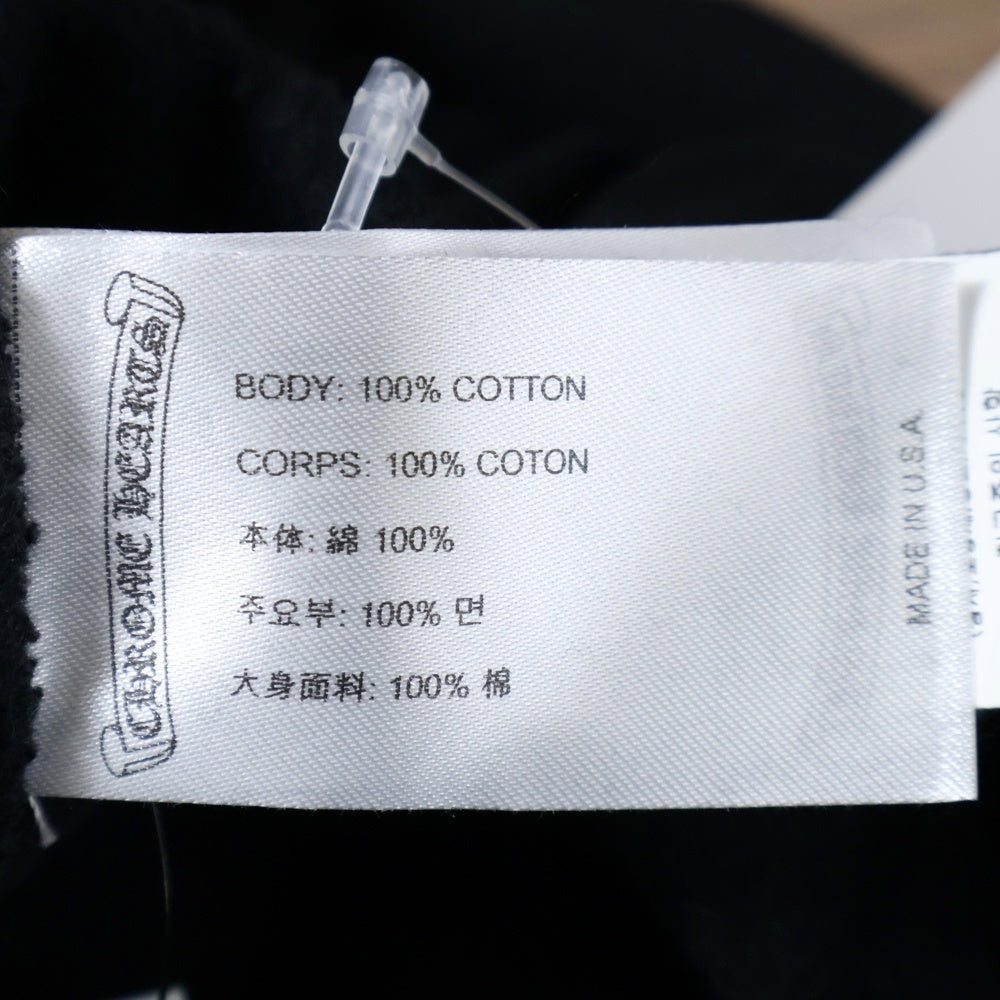 CHROME HEARTS
BODY: 100% COTTON
CORPS: 100% COTON
本体: 綿 100%
주요부: 100% 면
大身面料: 100% 棉
MADE IN U.S.A.